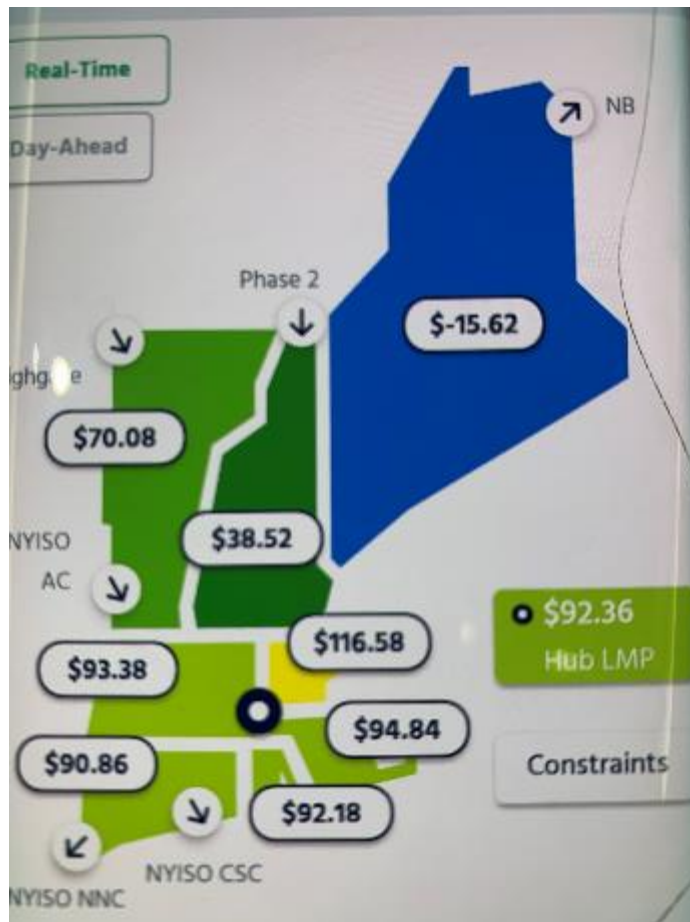 Real-Time
NB
Day-Ahead
Phase 2
$-15.62
$70.08
NYISO
AC
$38.52
$92.36
Hub LMP
$116.58
$93.38
$94.84
Constraints
$90.86
$92.18
NYISO CSC
NYISO NNC